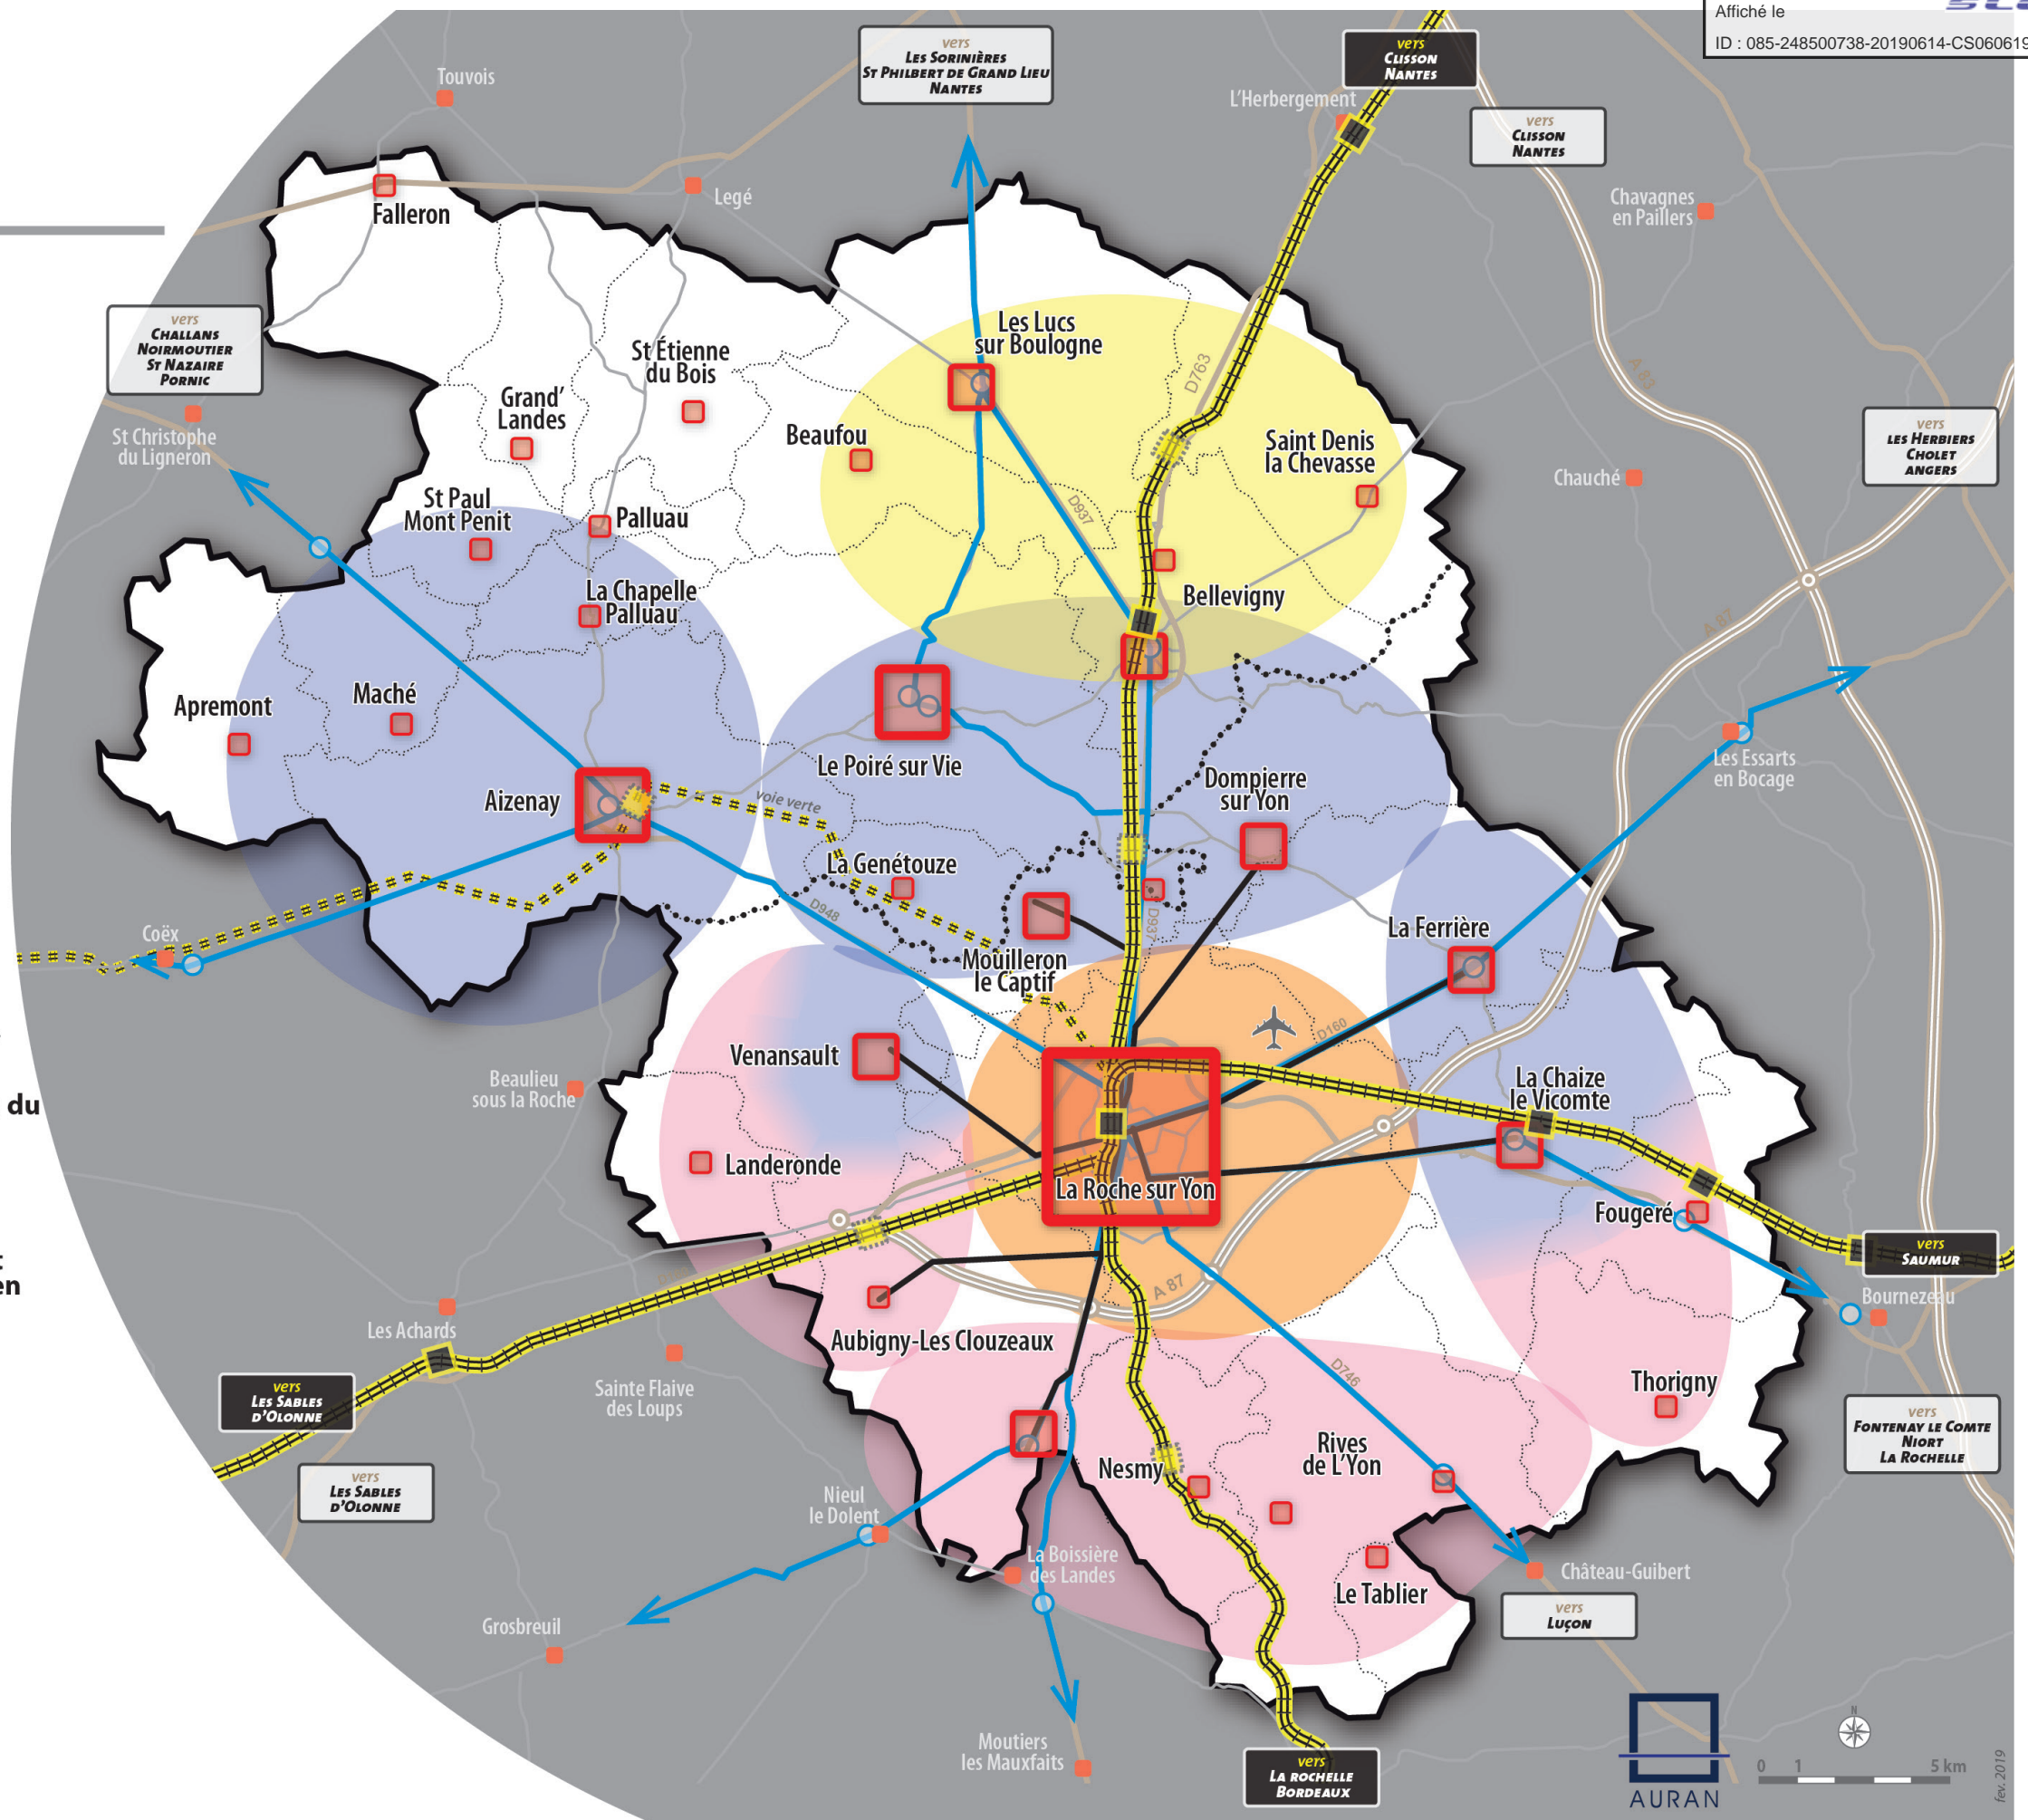 Affiché le
ID : 085-248500738-20190614-CS060619
vers
LES SORINIÈRES
ST PHILBERT DE GRAND LIEU
NANTES
vers
CLISSON
NANTES
Touvois
L'Herbergement
vers
CLISSON
NANTES
Legé
Chavagnes
en Paillers
Falleron
vers
CHALLANS
NOIRMOUTIER
ST NAZAIRE
PORNIC
Les Lucs
sur Boulogne
St Étienne
du Bois
D763
A 83
Grand'
Landes
St Christophe
du Ligneron
Beaufou
Saint Denis
la Chevasse
vers
LES HERBIERS
CHOLET
ANGERS
Chauché
St Paul
Mont Penit
Palluau
D937
La Chapelle
Palluau
Bellevigny
A 87
Apremont
Maché
Le Poiré sur Vie
Dompierre
sur Yon
Les Essarts
en Bocage
Aizenay
voie verte
La Genétouze
D948
D937
La Ferrière
Coëx
Mouilleron
le Captif
D160
Venansault
Beaulieu
sous la Roche
La Chaize
le Vicomte
du
Landeronde
La Roche sur Yon
Fougeré
vers
SAUMUR
en
A 87
Bournezeau
Les Achards
Aubigny-Les Clouzeaux
D746
Thorigny
Sainte Flaive
des Loups
vers
LES SABLES
D'OLONNE
vers
FONTENAY LE COMTE
NIORT
LA ROCHELLE
Rives
de L'Yon
Nesmy
vers
LES SABLES
D'OLONNE
Nieul
le Dolent
La Boissière
des Landes
Château-Guibert
Le Tablier
vers
LUÇON
Grosbreuil
Moutiers
les Mauxfaits
vers
LA ROCHELLE
BORDEAUX
N
0 1 5 km
AURAN
fev. 2019